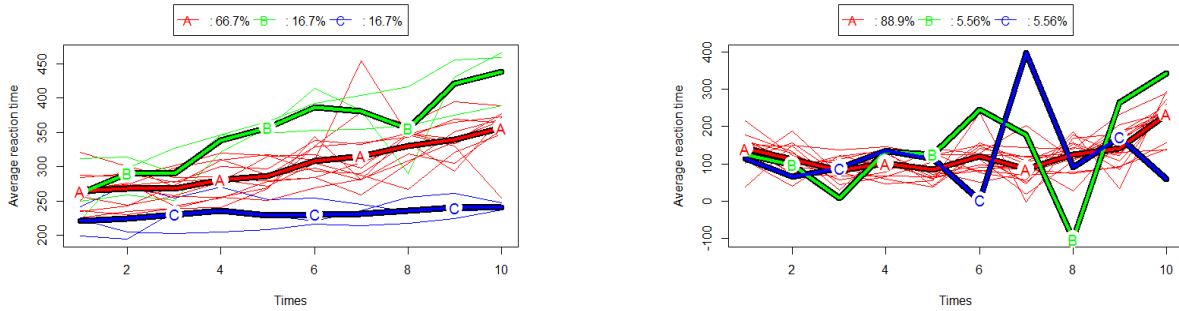 A : 66.7% B : 16.7% C : 16.7%
Average reaction time
450
400
350
300
250
200
A B C A B C A B C A
2 4 6 8 10
Times
A : 88.9% B : 5.56% C : 5.56%
Average reaction time
400
300
200
100
0
-100
A B C A B C A B C A
2 4 6 8 10
Times